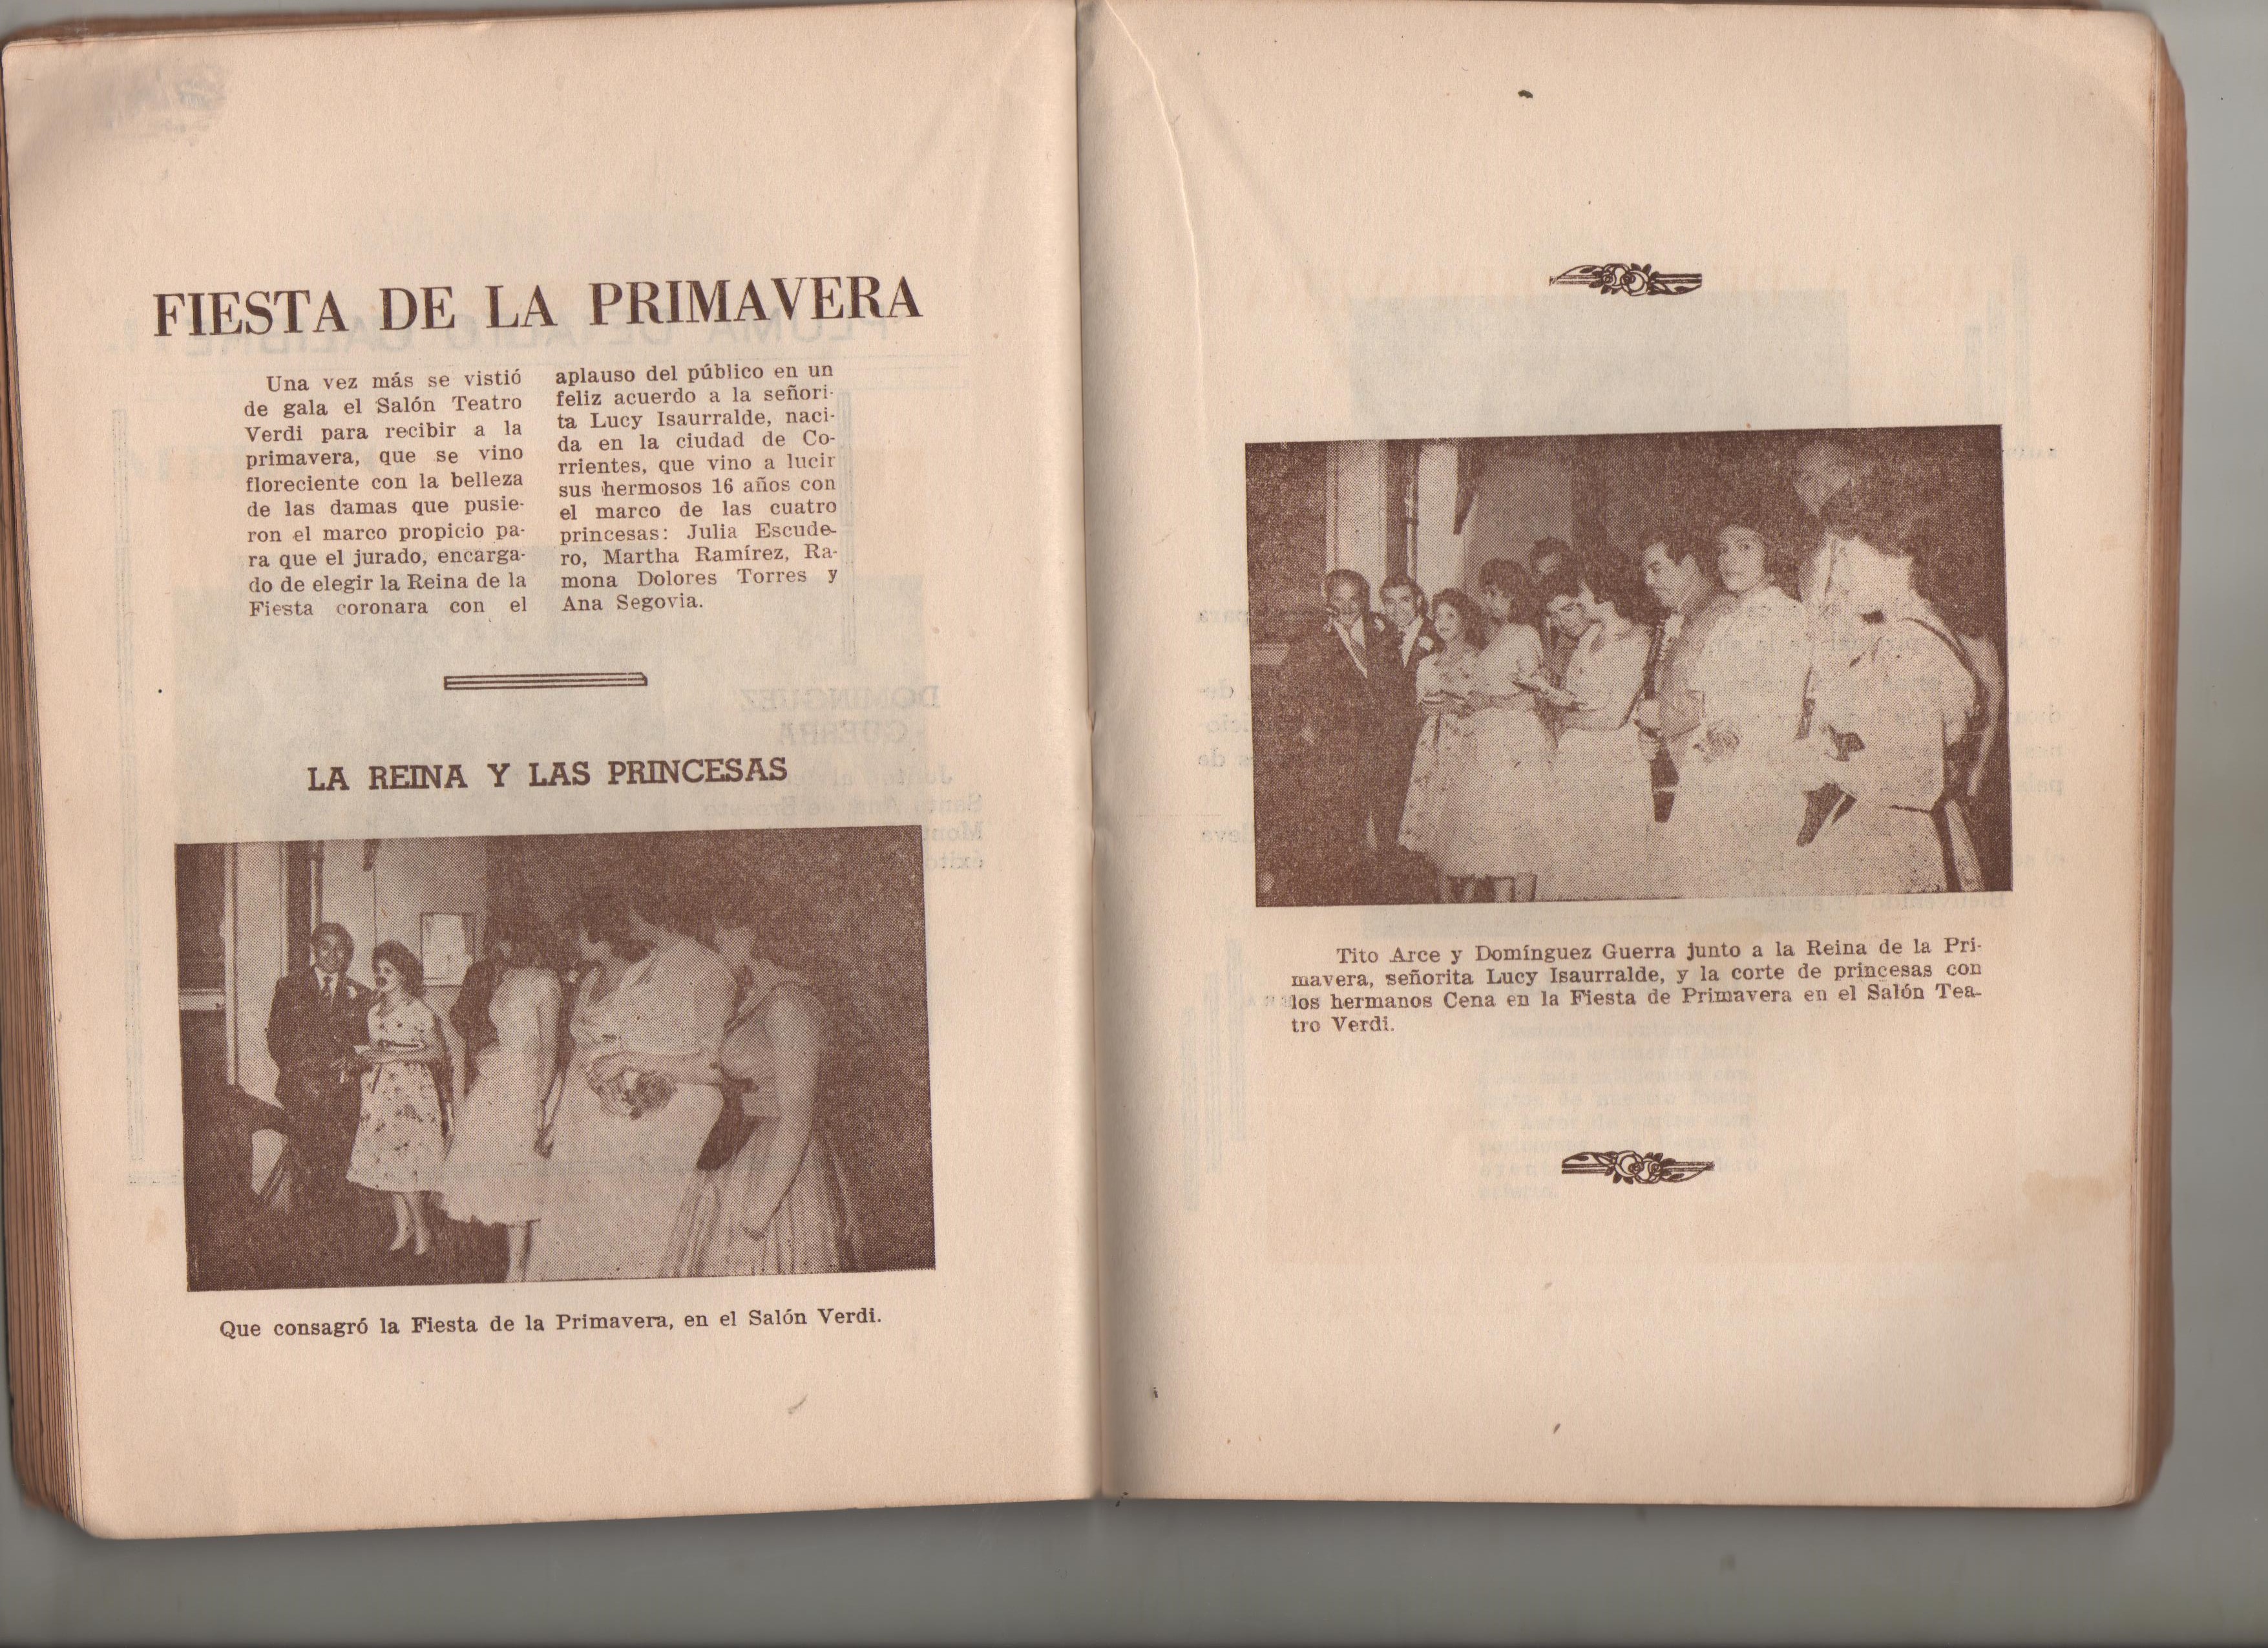 FIESTA DE LA PRIMAVERA
Una vez más se vistió
de gala el Salón Teatro
Verdi para recibir a la
primavera, que se vino
floreciente con la belleza
de las damas que pusie-
ron el marco propicio pa-
ra que el jurado, encarga-
do de elegir la Reina de la
Fiesta coronara con el
aplauso del público en un
feliz acuerdo a la señori-
ta Lucy Isaurralde, naci-
da en la ciudad de Co-
rrientes, que vino a lucir
sus hermosos 16 años con
el marco de las cuatro
princesas: Julia Escude-
ro, Martha Ramírez, Ra-
mona Dolores Torres y
Ana Segovia.
LA REINA Y LAS PRINCESAS
Que consagró la Fiesta de la Primavera, en el Salón Verdi.
Tito Arce y Domínguez Guerra junto a la Reina de la Pri-
mavera, señorita Lucy Isaurralde, y la corte de princesas con
los hermanos Cena en la Fiesta de Primavera en el Salón Tea-
tro Verdi.